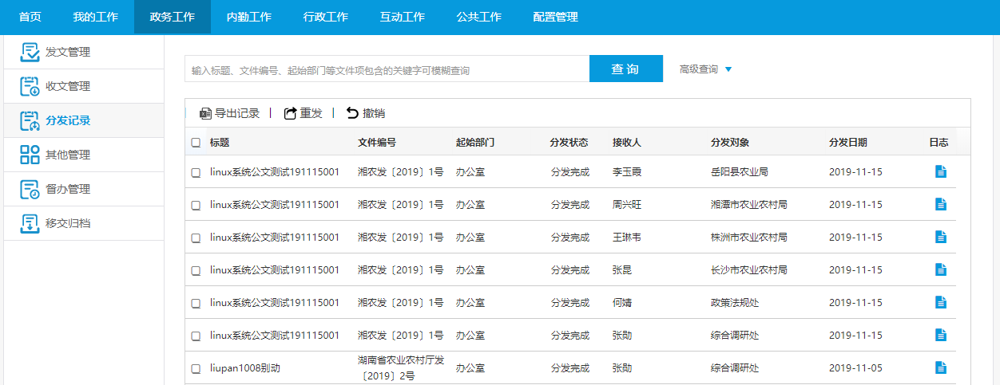 首页 我的工作 政务工作 内勤工作 行政工作 互动工作 公共工作 配置管理
发文管理
收文管理
分发记录
其他管理
督办管理
移交归档
输入标题、文件编号、起始部门等文件项包含的关键字可模糊查询 查询 高级查询
导出记录 重发 撤销
标题 文件编号 起始部门 分发状态 接收人 分发对象 分发日期 日志
linux系统公文测试191115001 湘农发〔2019〕1号 办公室 分发完成 李玉霞 岳阳县农业局 2019-11-15
linux系统公文测试191115001 湘农发〔2019〕1号 办公室 分发完成 周兴旺 湘潭市农业农村局 2019-11-15
linux系统公文测试191115001 湘农发〔2019〕1号 办公室 分发完成 王琳韦 株洲市农业农村局 2019-11-15
linux系统公文测试191115001 湘农发〔2019〕1号 办公室 分发完成 张昆 长沙市农业农村局 2019-11-15
linux系统公文测试191115001 湘农发〔2019〕1号 办公室 分发完成 何婧 政策法规处 2019-11-15
linux系统公文测试191115001 湘农发〔2019〕1号 办公室 分发完成 张勋 综合调研处 2019-11-15
liupan1008别动 湖南省农业农村厅发〔2019〕2号 办公室 分发完成 张勋 综合调研处 2019-11-05